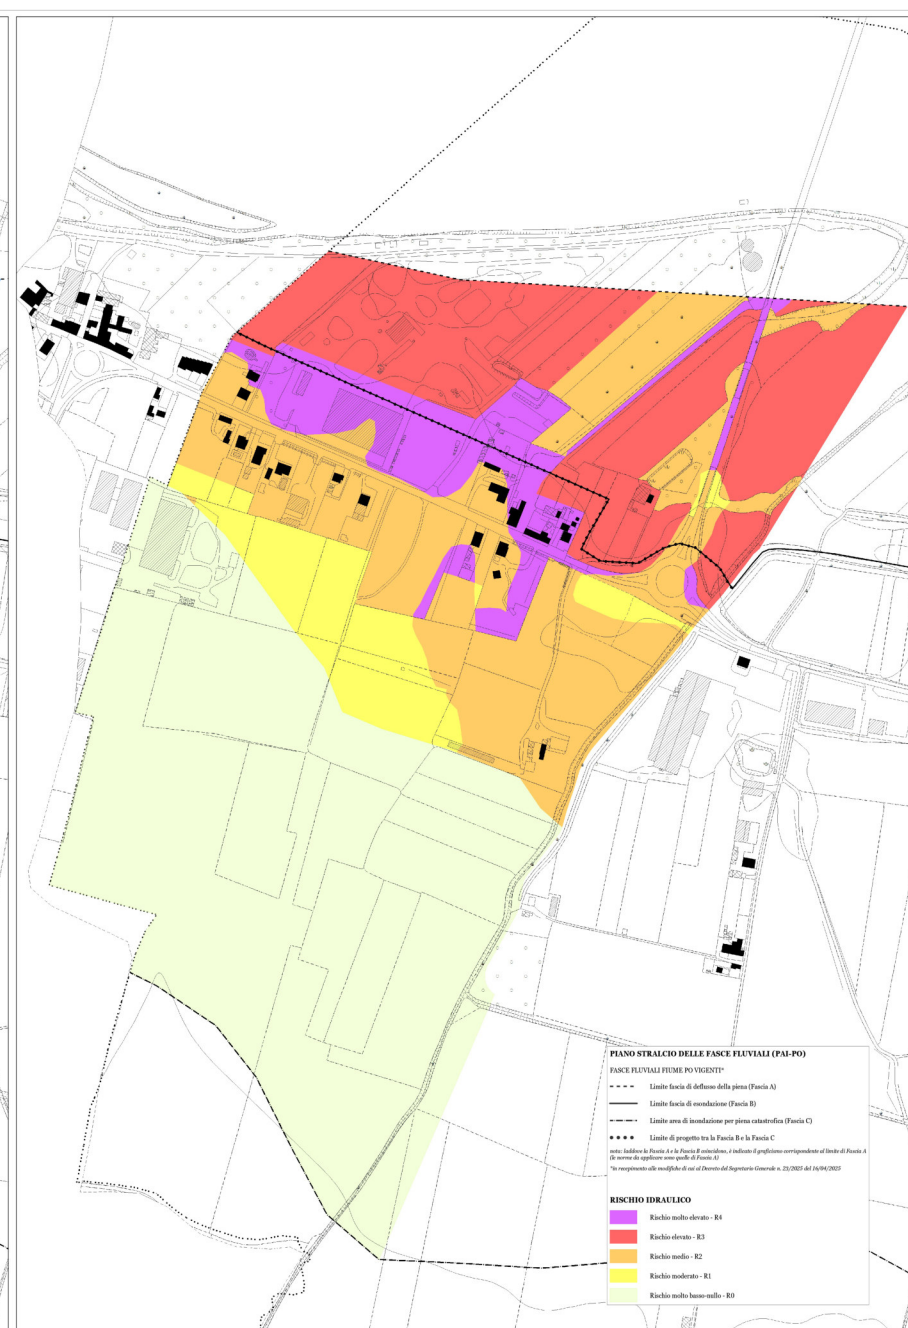 PIANO STRALCIO DELLE FASCE FLUVIALI (PAI-PO)
FASCE FLUVIALI FIUME PO VIGENTI*
Limite fascia di deflusso della piena (Fascia A)
Limite fascia di esondazione (Fascia B)
Limite area di inondazione per piena catastrofica (Fascia C)
Limite di progetto tra la Fascia B e la Fascia C
nota: laddove la Fascia A e la Fascia B coincidono, è indicato il graficismo corrispondente al limite di Fascia A
(le norme da applicare sono quelle di Fascia A)
*in recepimento alle modifiche di cui al Decreto del Segretario Generale n. 23/2025 del 16/04/2025
RISCHIO IDRAULICO
Rischio molto elevato - R4
Rischio elevato - R3
Rischio medio - R2
Rischio moderato - R1
Rischio molto basso-nullo - R0